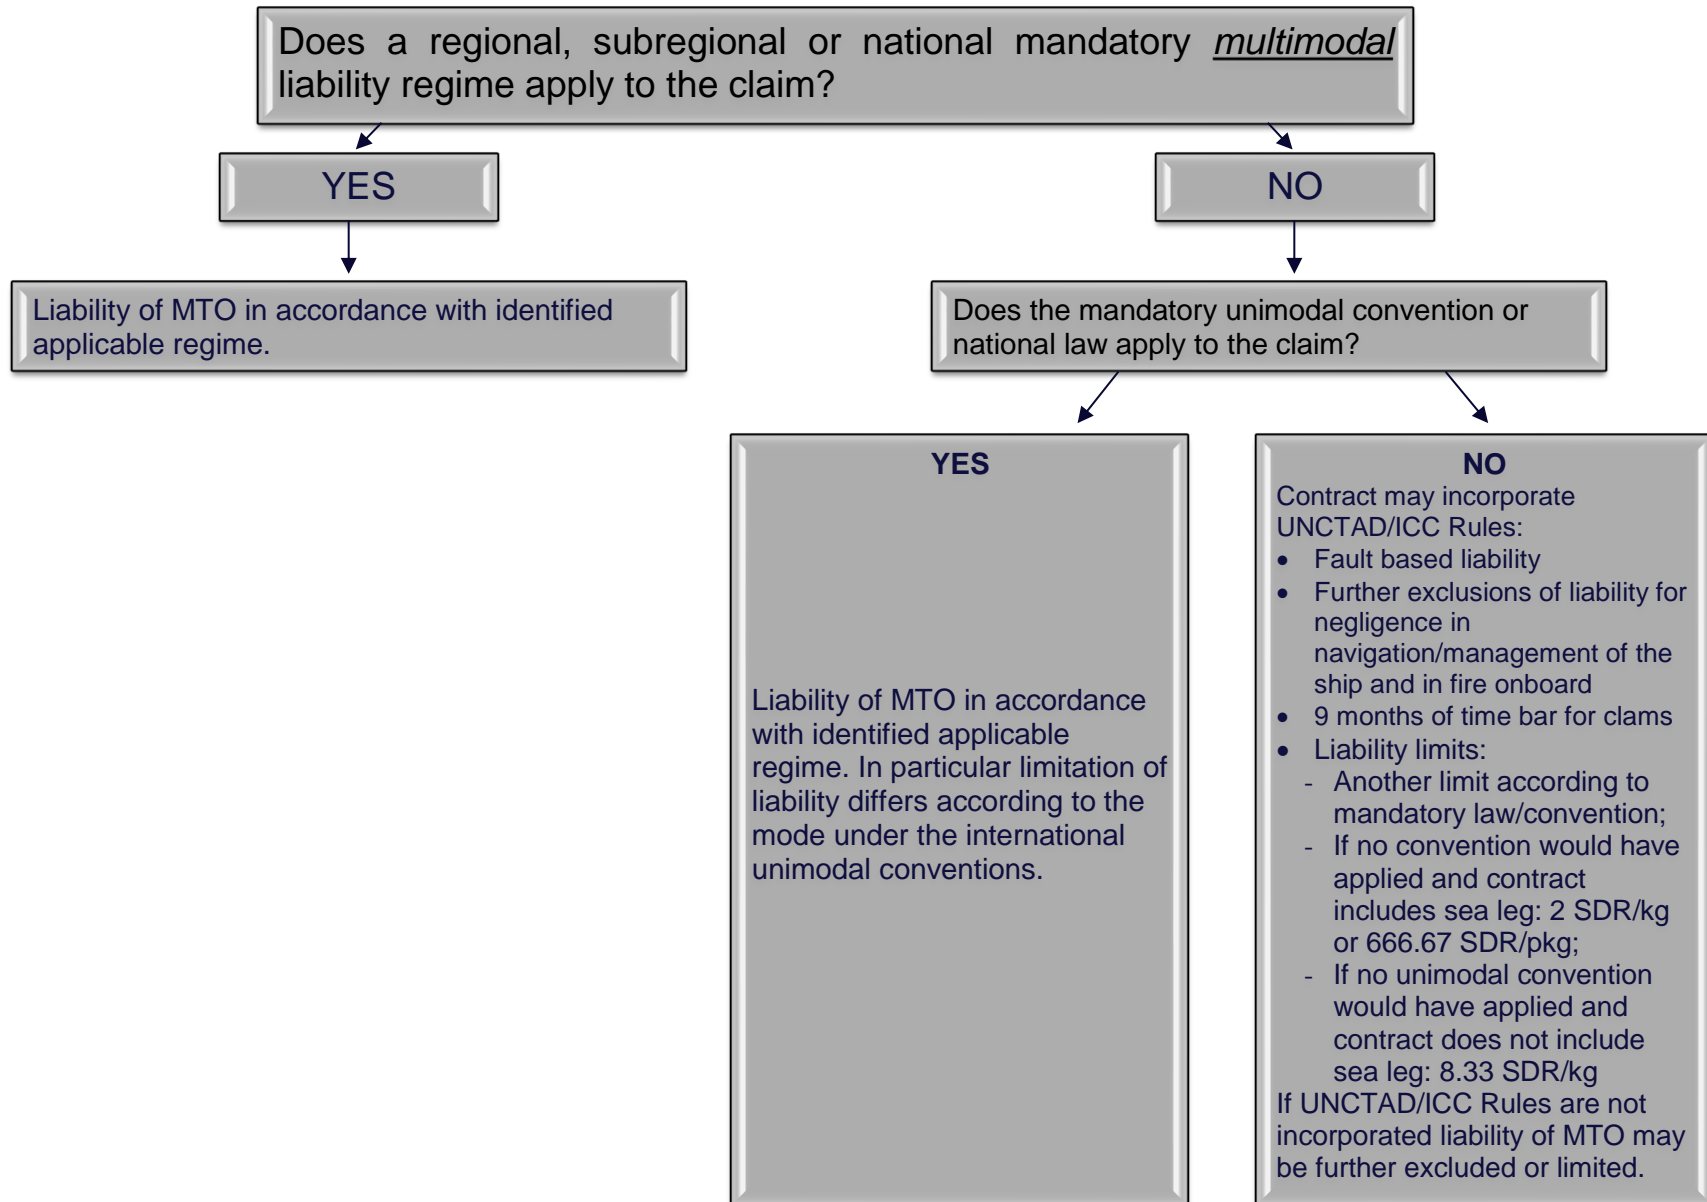 Does a regional, subregional or national mandatory multimodal
liability regime apply to the claim?
YES
NO
Liability of MTO in accordance with identified
applicable regime.
Does the mandatory unimodal convention or
national law apply to the claim?
YES
Liability of MTO in accordance
with identified applicable
regime. In particular limitation of
liability differs according to the
mode under the international
unimodal conventions.
NO
Contract may incorporate
UNCTAD/ICC Rules:
• Fault based liability
• Further exclusions of liability for
negligence in
navigation/management of the
ship and in fire onboard
• 9 months of time bar for clams
• Liability limits:
- Another limit according to
mandatory law/convention;
- If no convention would have
applied and contract
includes sea leg: 2 SDR/kg
or 666.67 SDR/pkg;
- If no unimodal convention
would have applied and
contract does not include
sea leg: 8.33 SDR/kg
If UNCTAD/ICC Rules are not
incorporated liability of MTO may
be further excluded or limited.